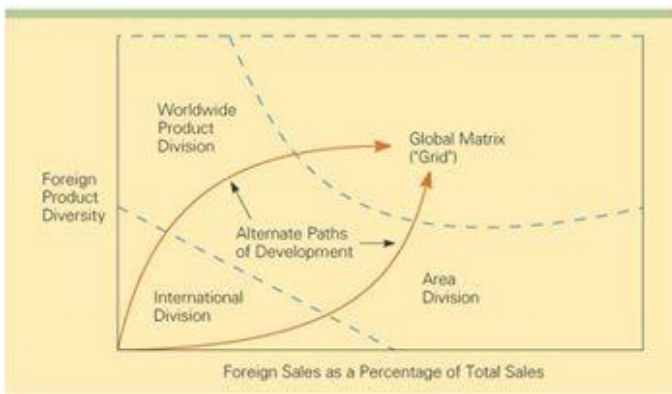 Worldwide
Product
Division
Global Matrix
("Grid")
Foreign
Product
Diversity
Alternate Paths
of Development
International
Division
Area
Division
Foreign Sales as a Percentage of Total Sales